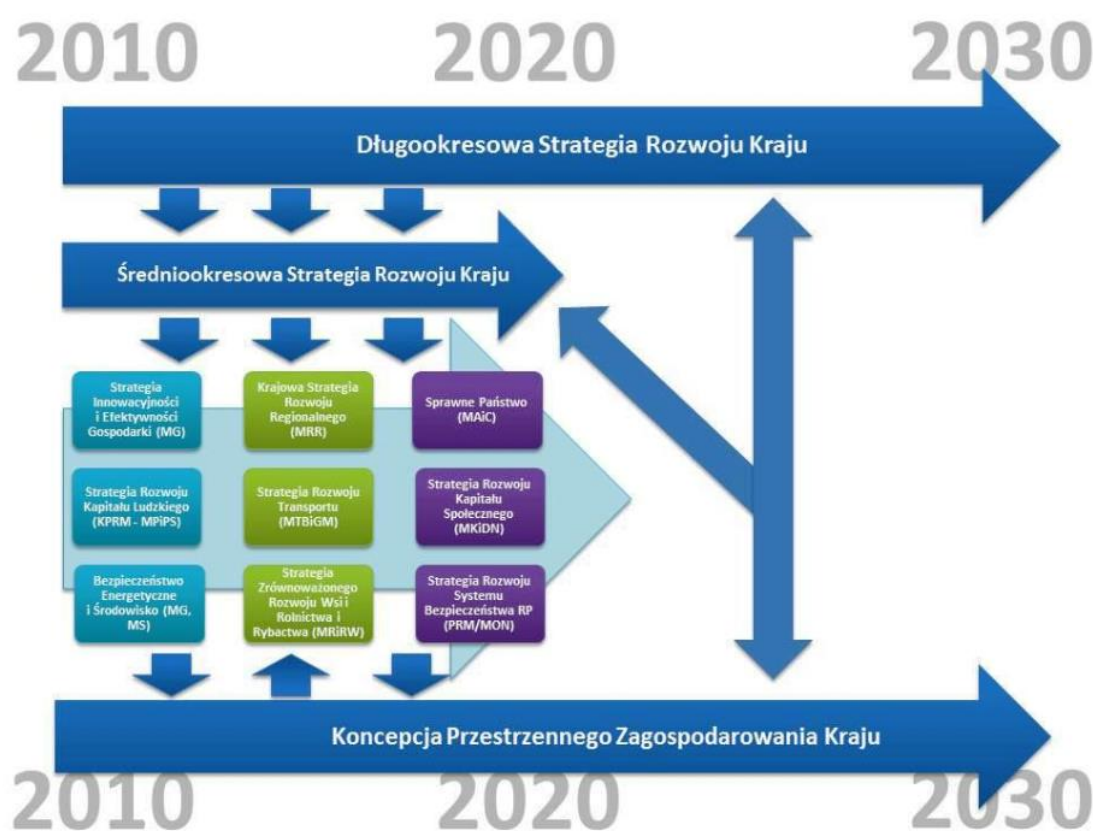 2010 2020 2030
Długookresowa Strategia Rozwoju Kraju
Średniookresowa Strategia Rozwoju Kraju
Strategia
Innowacyjności
i Efektywności
Gospodarki (MG)
Krajowa Strategia
Rozwoju
Regionalnego
(MRR)
Sprawne Państwo
(MAiC)
Strategia Rozwoju
Kapitału Ludzkiego
(KPRM - MPiPS)
Strategia Rozwoju
Transportu
(MTBiGM)
Strategia Rozwoju
Kapitału
Społecznego
(MKiDN)
Bezpieczeństwo
Energetyczne
i Środowisko (MG,
MS)
Strategia
Zrównoważonego
Rozwoju Wsi i
Rolnictwa i
Rybactwa (MRiRW)
Strategia Rozwoju
Systemu
Bezpieczeństwa RP
(PRM/MON)
Koncepcja Przestrzennego Zagospodarowania Kraju
2010 2020 2030